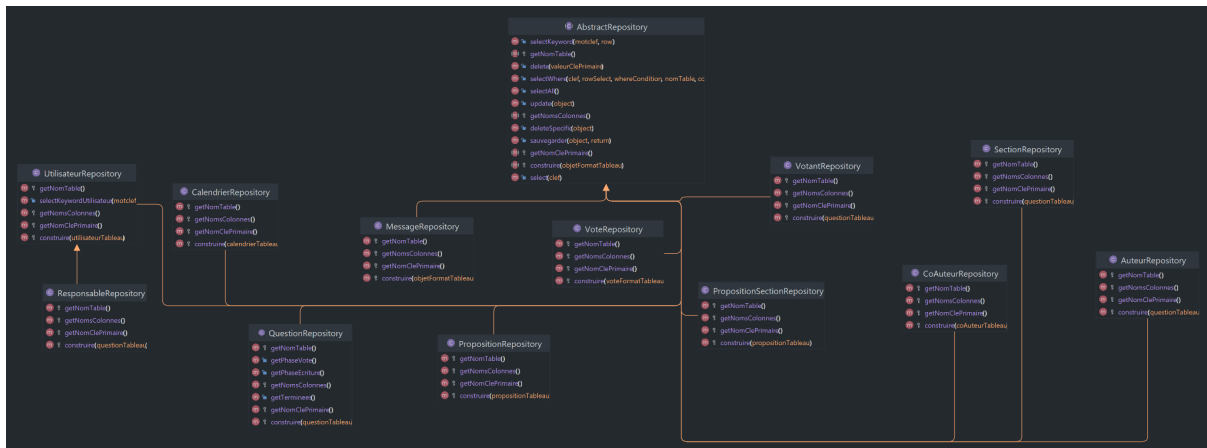 AbstractRepository
selectKeyword(motclef, row)
getNomTable()
delete(valeurClePrimaire)
selectWhere(clef, rowSelect, whereCondition, nomTable, cc
selectAll()
update(object)
getNomsColonnes()
deleteSpecific(object)
sauvegarder(object, return)
getNomClePrimaire()
construire(objetFormatTableau)
select(clef)
UtilisateurRepository
getNomTable()
selectKeywordUtilisateur(motclef
getNomsColonnes()
getNomClePrimaire()
construire(utilisateurTableau)
CalendrierRepository
getNomTable()
getNomsColonnes()
getNomClePrimaire()
construire(calendrierTableau
MessageRepository
getNomTable()
getNomsColonnes()
getNomClePrimaire()
construire(objetFormatTableau)
VoteRepository
getNomTable()
getNomsColonnes()
getNomClePrimaire()
construire(voteFormatTableau)
VotantRepository
getNomTable()
getNomsColonnes()
getNomClePrimaire()
construire(questionTableau)
SectionRepository
getNomTable()
getNomsColonnes()
getNomClePrimaire()
construire(questionTableau)
ResponsableRepository
getNomTable()
getNomsColonnes()
getNomClePrimaire()
construire(questionTableau)
QuestionRepository
getNomTable()
getPhaseVote()
getPhaseEcriture()
getNomsColonnes()
getTerminees()
getNomClePrimaire()
construire(questionTableau)
PropositionRepository
getNomTable()
getNomsColonnes()
getNomClePrimaire()
construire(propositionTableau)
PropositionSectionRepository
getNomTable()
getNomsColonnes()
getNomClePrimaire()
construire(propositionTableau)
CoAuteurRepository
getNomTable()
getNomsColonnes()
getNomClePrimaire()
construire(coAuteurTableau)
AuteurRepository
getNomTable()
getNomsColonnes()
getNomClePrimaire()
construire(questionTableau)